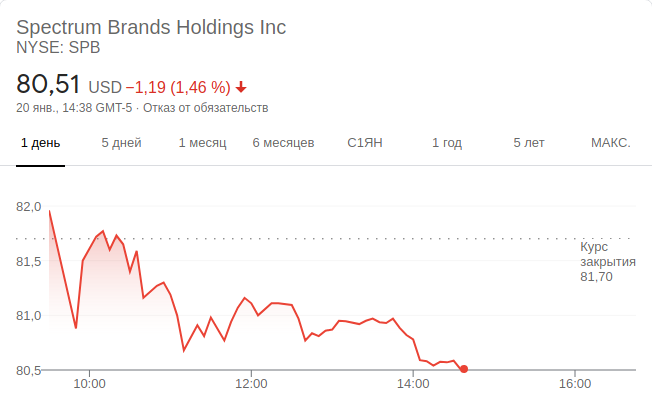 Spectrum Brands Holdings Inc
NYSE: SPB
80,51 USD −1,19 (1,46 %)
20 янв., 14:38 GMT-5 · Отказ от обязательств
1 день 5 дней 1 месяц 6 месяцев С1ЯН 1 год 5 лет МАКС.
82,0
Курс
закрытия
81,70
81,5
81,0
80,5
10:00 12:00 14:00 16:00